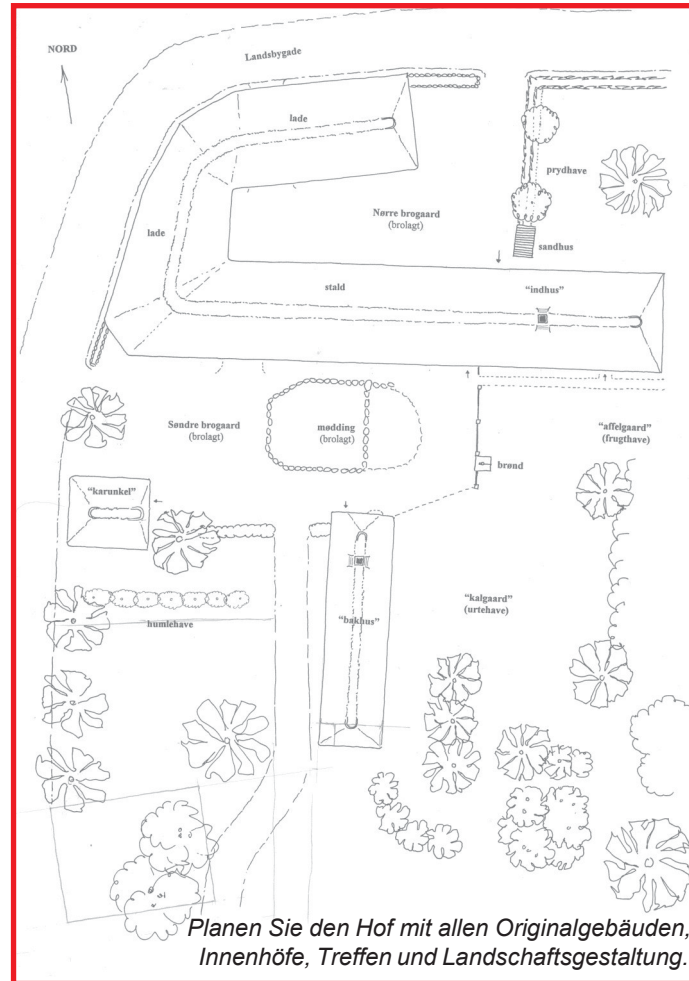 NORD
Landsbygade
lade
prydhave
Nørre brogaard
(brolagt)
lade
sandhus
stald
"indhus"
Søndre brogaard
(brolagt)
mødding
(brolagt)
"affelgaard"
(frugthave)
brønd
"karunkel"
"kalgaard"
(urtehave)
"bakhus"
humlehave
Planen Sie den Hof mit allen Originalgebäuden,
Innenhöfe, Treffen und Landschaftsgestaltung.